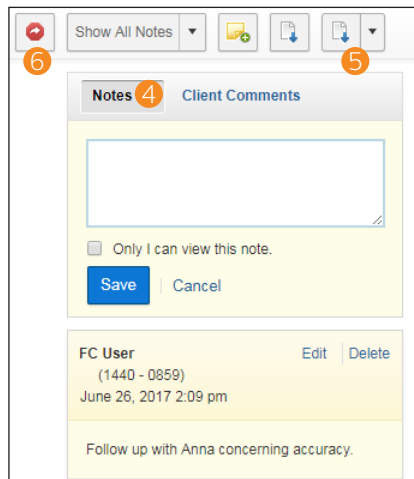 Show All Notes
6
5
Notes 4 Client Comments
Only I can view this note.
Save Cancel
FC User Edit Delete
(1440 - 0859)
June 26, 2017 2:09 pm
Follow up with Anna concerning accuracy.